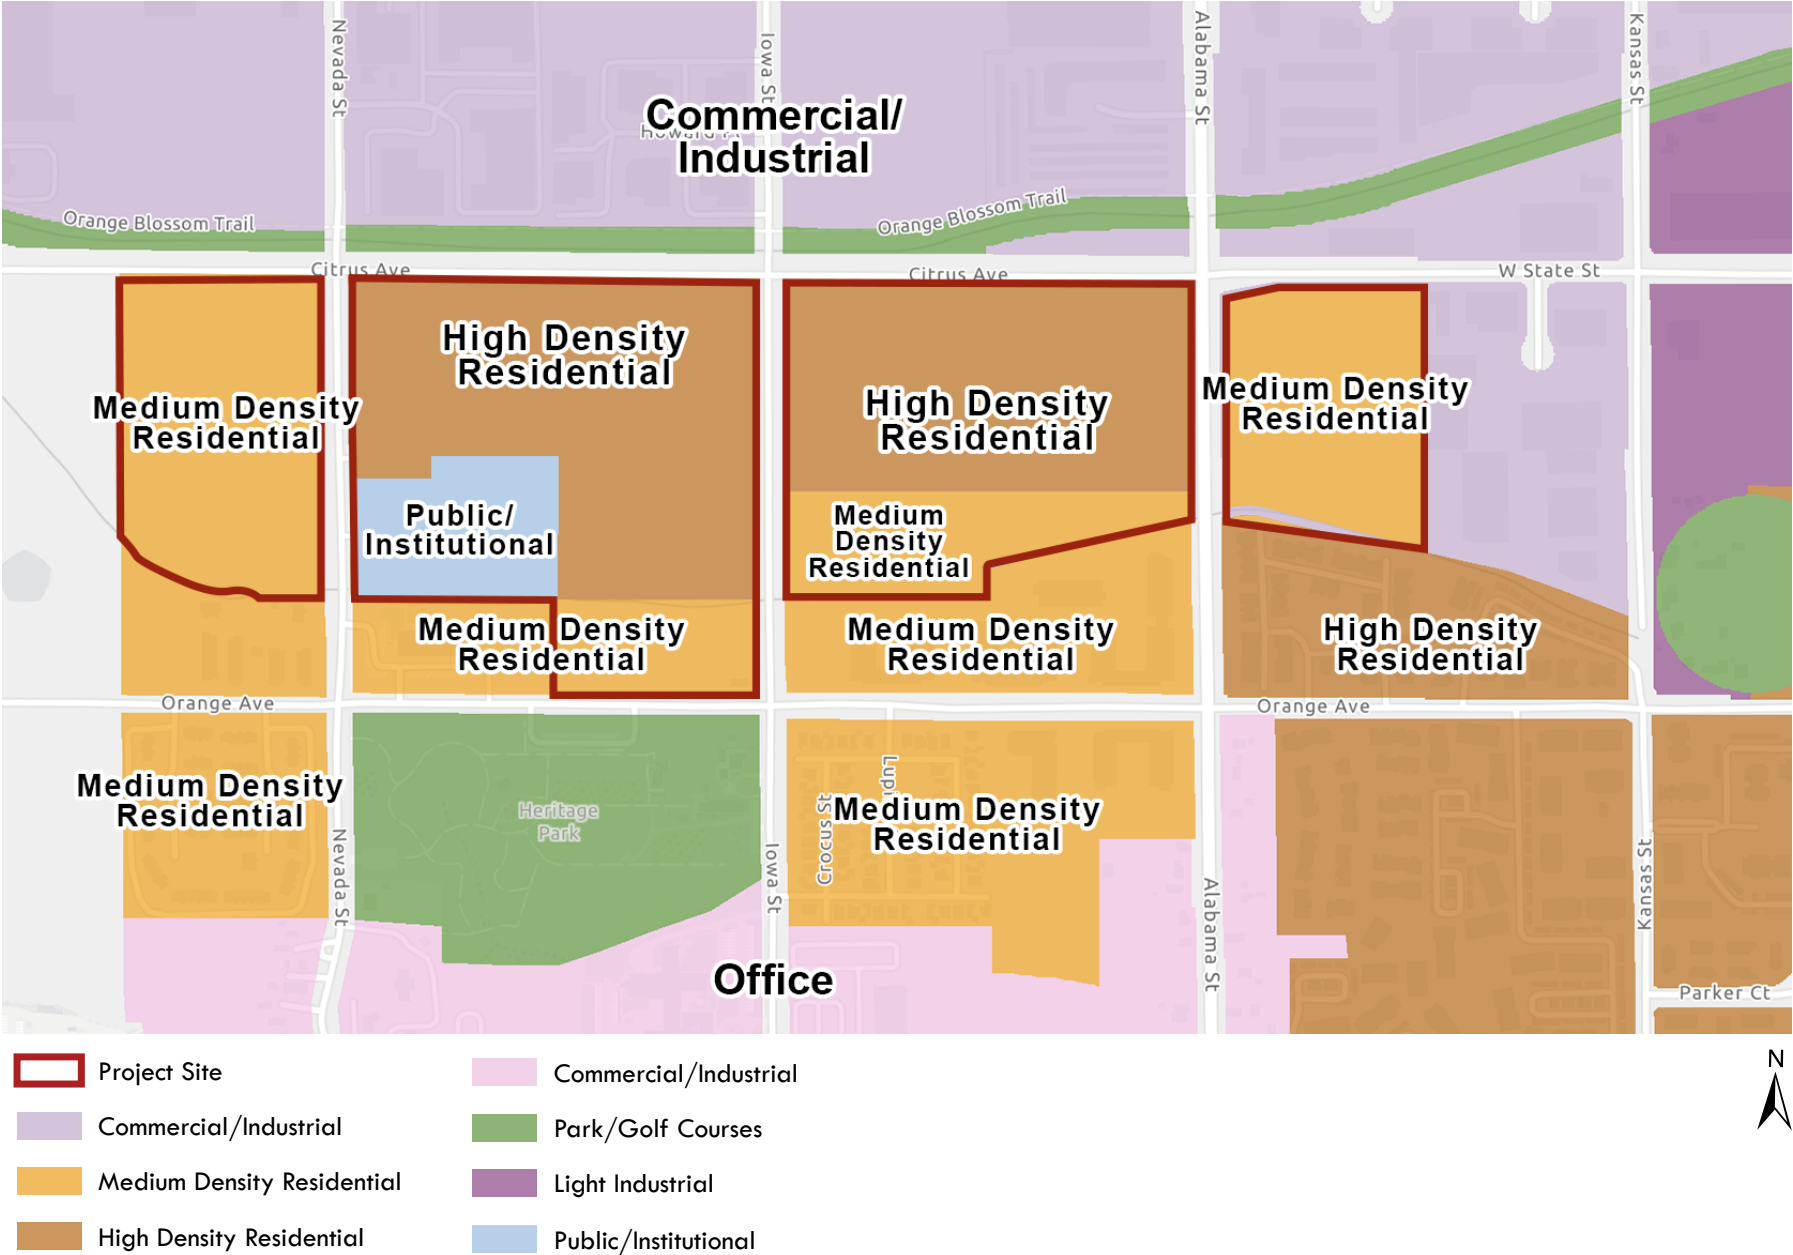 Nevada St
Iowa St
Alabama St
Kansas St
Commercial/
Industrial
Orange Blossom Trail
Orange Blossom Trail
Citrus Ave
Citrus Ave
W State St
High Density
Residential
Medium Density
Residential
High Density
Residential
Medium Density
Residential
Public/
Institutional
Medium
Density
Residential
Medium Density
Residential
Medium Density
Residential
High Density
Residential
Orange Ave
Orange Ave
Medium Density
Residential
Heritage
Park
Crocus St
Medium Density
Residential
Nevada St
Iowa St
Alabama St
Kansas St
Office
Parker Ct
Project Site
Commercial/Industrial
Medium Density Residential
High Density Residential
Commercial/Industrial
Park/Golf Courses
Light Industrial
Public/Institutional
N